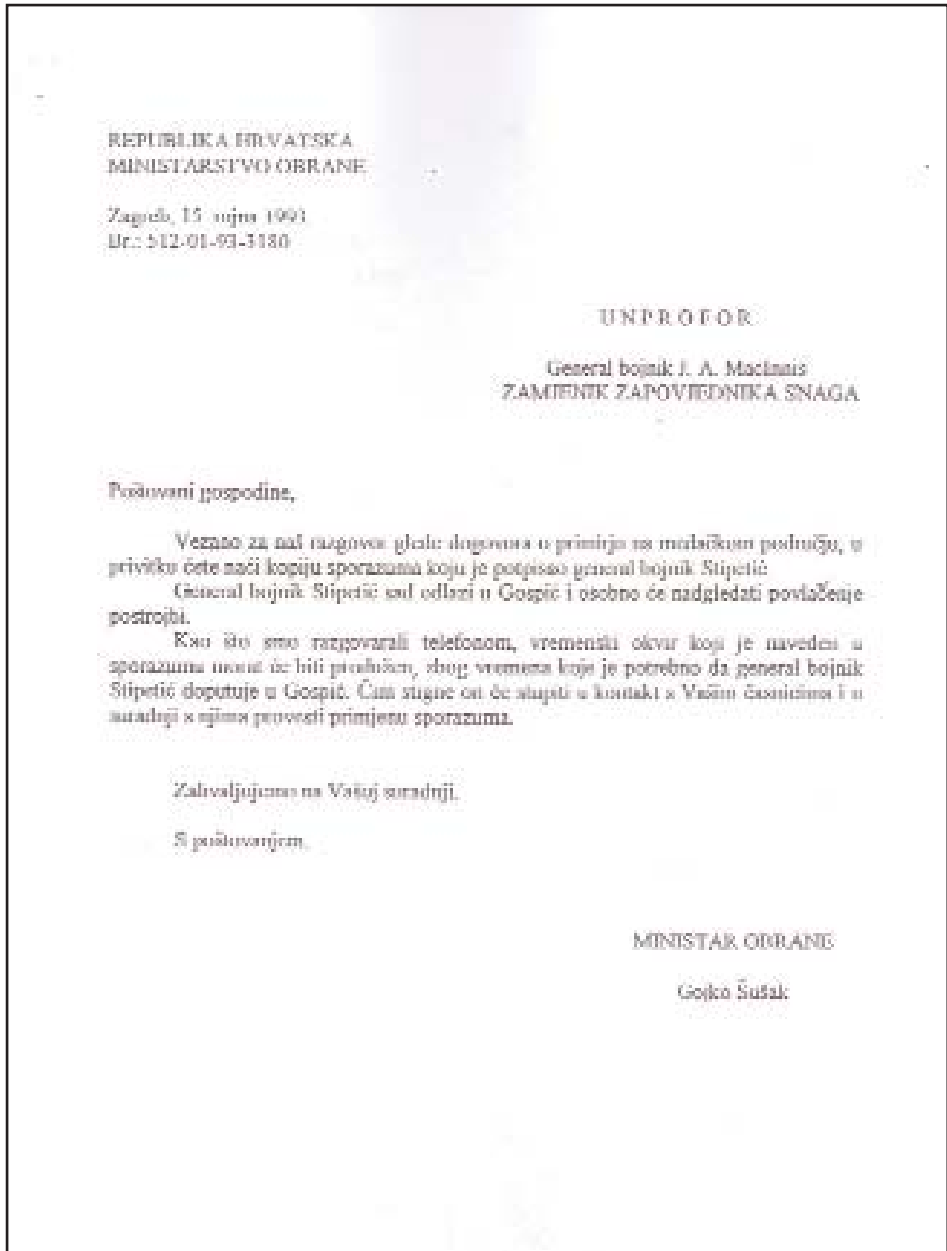 REPUBLIKA HRVATSKA
MINISTARSTVO OBRANE
Zagreb, 15. rujna 1993.
Br.: 512-01-93-3180
U N P R O F O R
General bojnik J. A. MacInnis
ZAMJENIK ZAPOVJEDNIKA SNAGA
Poštovani gospodine,
Vezano za naš razgovor glede dogovora o primirju na medačkom području, u
privitku ćete naći kopiju sporazuma koju je potpisao general bojnik Stipetić.
General bojnik Stipetić sad odlazi u Gospić i osobno će nadgledati povlačenje
postrojbi.
Kao što smo razgovarali telefonom, vremenski okvir koji je naveden u
sporazumu morat će biti produžen, zbog vremena koje je potrebno da general bojnik
Stipetić doputuje u Gospić. Čim stigne on će stupiti u kontakt s Vašim časnicima i u
suradnji s njima provesti primjenu sporazuma.
Zahvaljujemo na Vašoj suradnji.
S poštovanjem,
MINISTAR OBRANE
Gojko Šušak